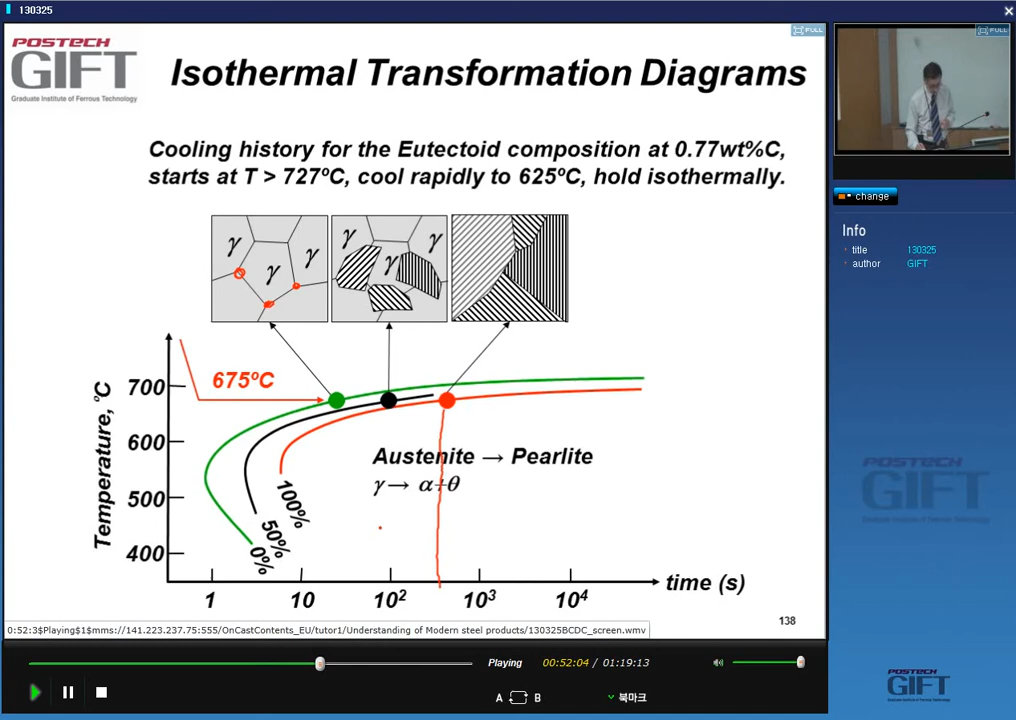 130325
FULL
FULL
POSTECH
GIFT
Graduate Institute of Ferrous Technology
Isothermal Transformation Diagrams
Cooling history for the Eutectoid composition at 0.77wt%C,
starts at T > 727ºC, cool rapidly to 625ºC, hold isothermally.
γ γ γ
γ γ γ
change
Info
title 130325
author GIFT
675ºC
Temperature, ºC
700
600
500
400
Austenite → Pearlite
γ → α+θ
100%
50%
0%
1 10 10² 10³ 10⁴ time (s)
138
POSTECH
GIFT
0:52:3$Playing$1$mms://141.223.237.75:555/OnCastContents_EU/tutor1/Understanding of Modern steel products/130325BCDC_screen.wmv
Playing 00:52:04 / 01:19:13
A B 북마크
POSTECH
GIFT